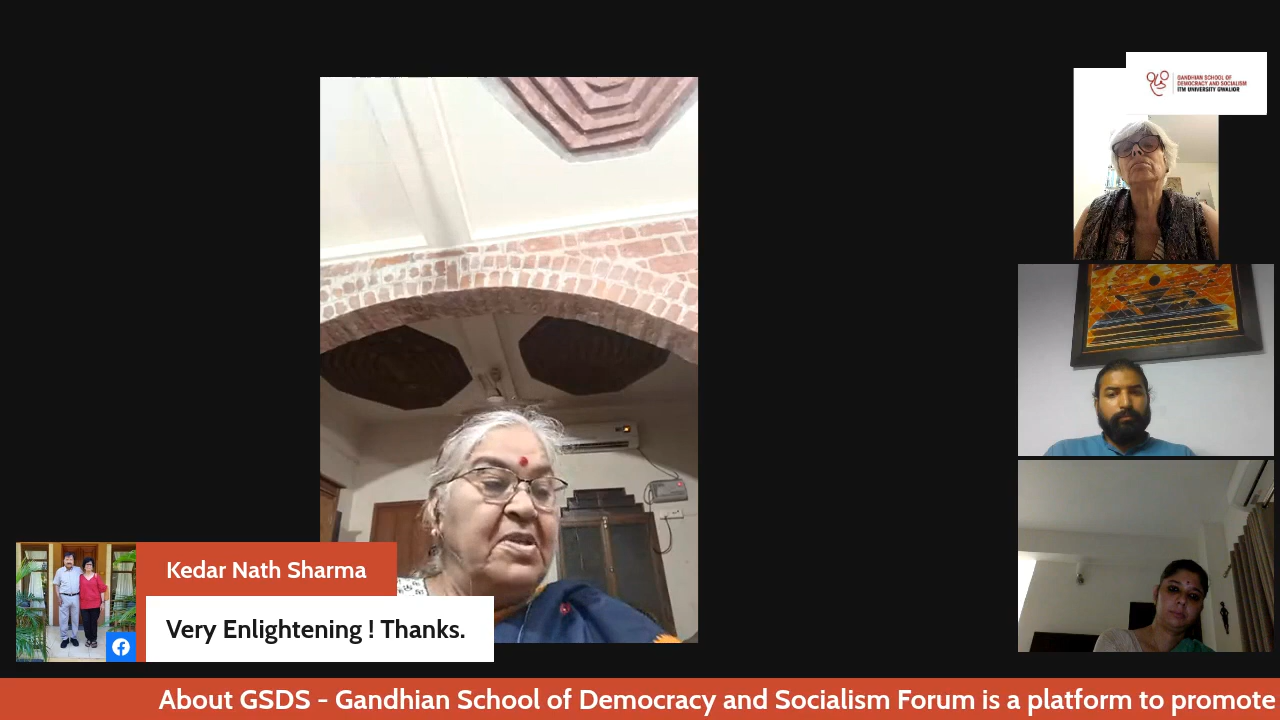 GANDHIAN SCHOOL OF
DEMOCRACY AND SOCIALISM
ITM UNIVERSITY GWALIOR
Kedar Nath Sharma
Very Enlightening ! Thanks.
About GSDS - Gandhian School of Democracy and Socialism Forum is a platform to promote